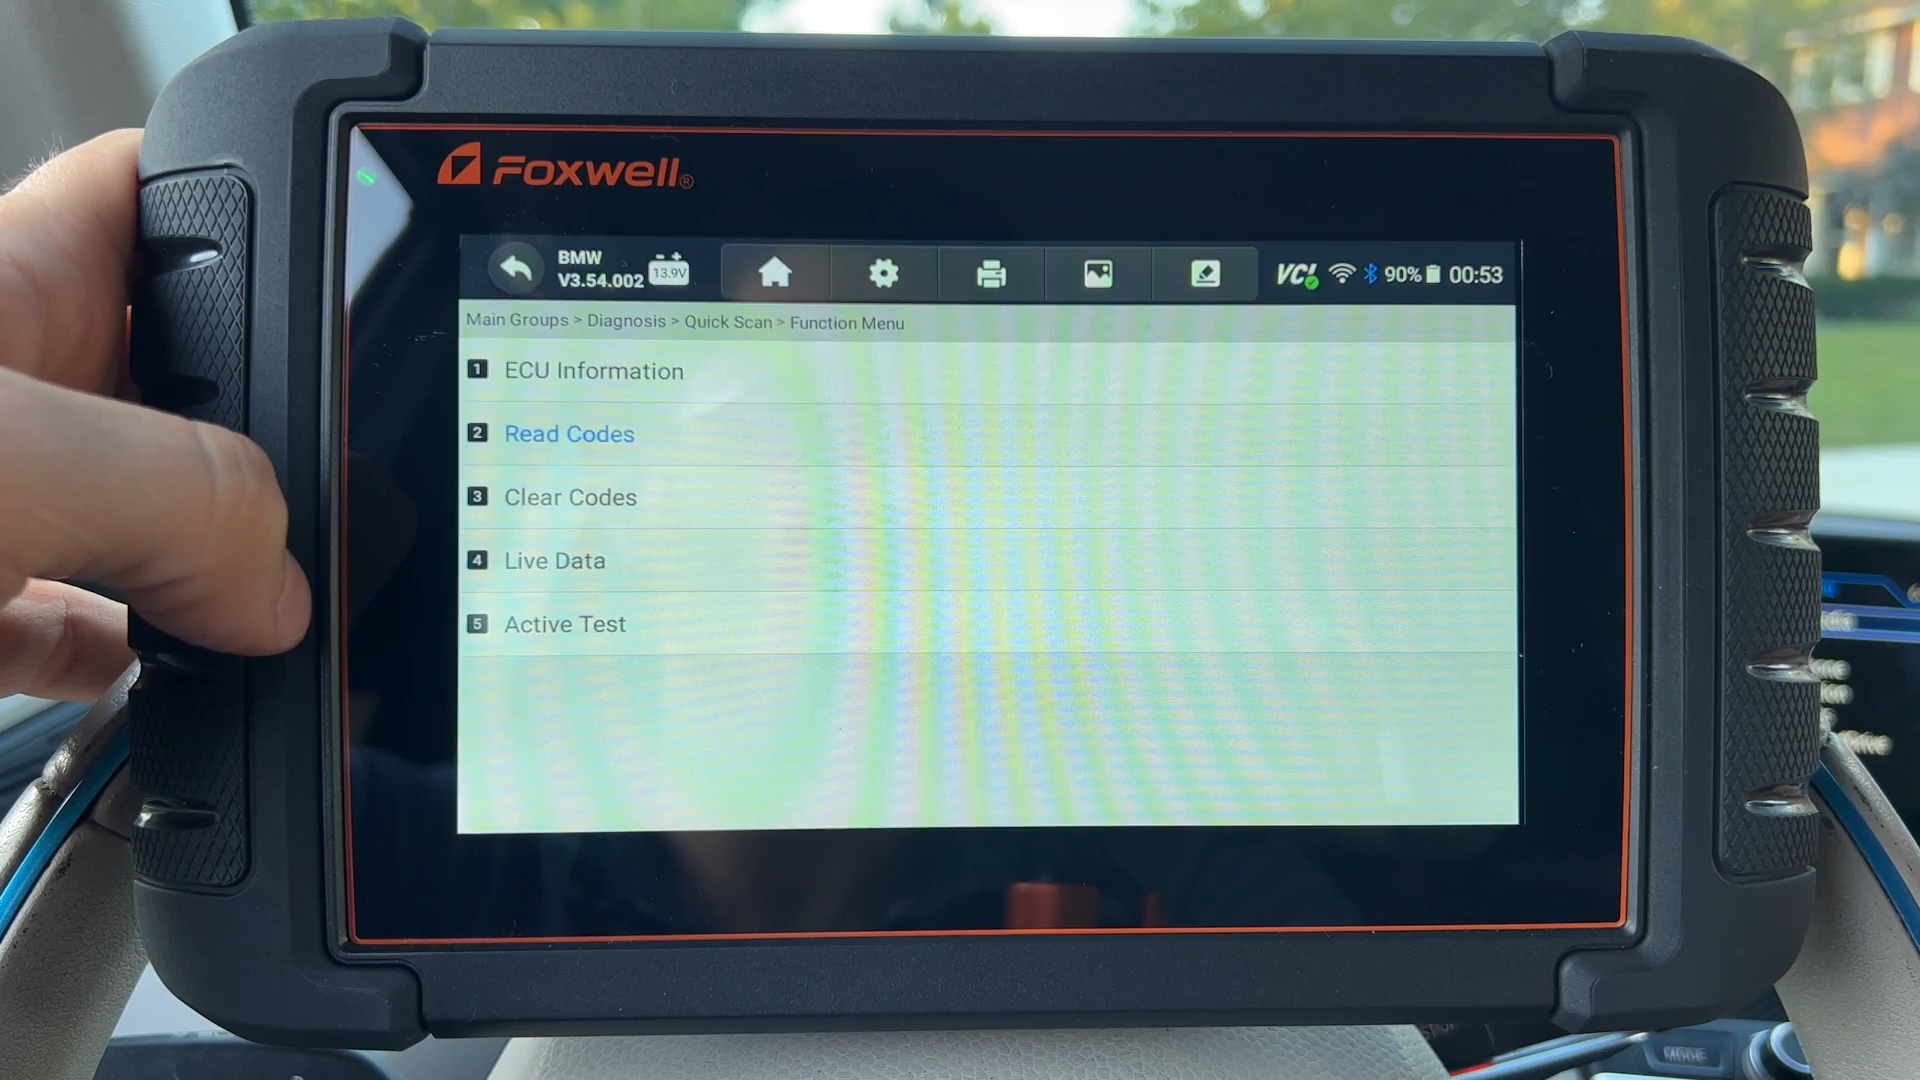 FOXWELL®
BMW
V3.54.002
13.9V
VCI
90%
00:53
Main Groups > Diagnosis > Quick Scan > Function Menu
1 ECU Information
2 Read Codes
3 Clear Codes
4 Live Data
5 Active Test
MODE